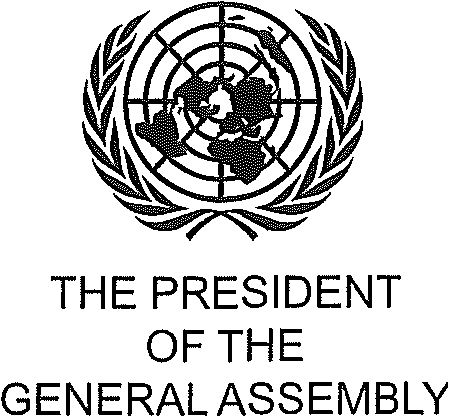 THE PRESIDENT
OF THE
GENERAL ASSEMBLY